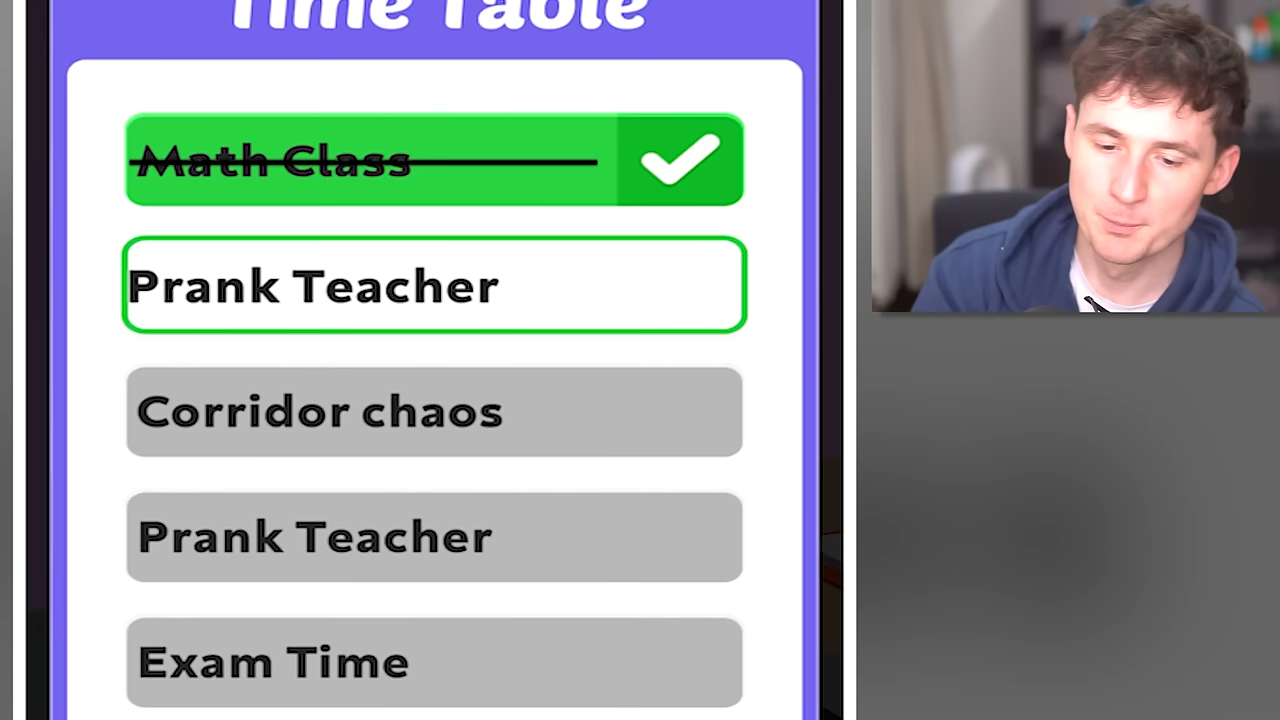 Time Table
Math Class
Prank Teacher
Corridor chaos
Prank Teacher
Exam Time